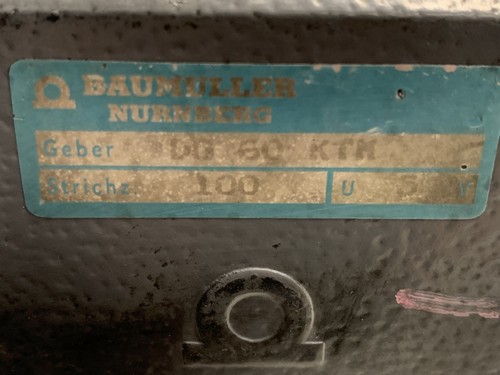 BAUMÜLLER
NÜRNBERG
Geber DG 60 KTM
Strichz. 100 U 5 V